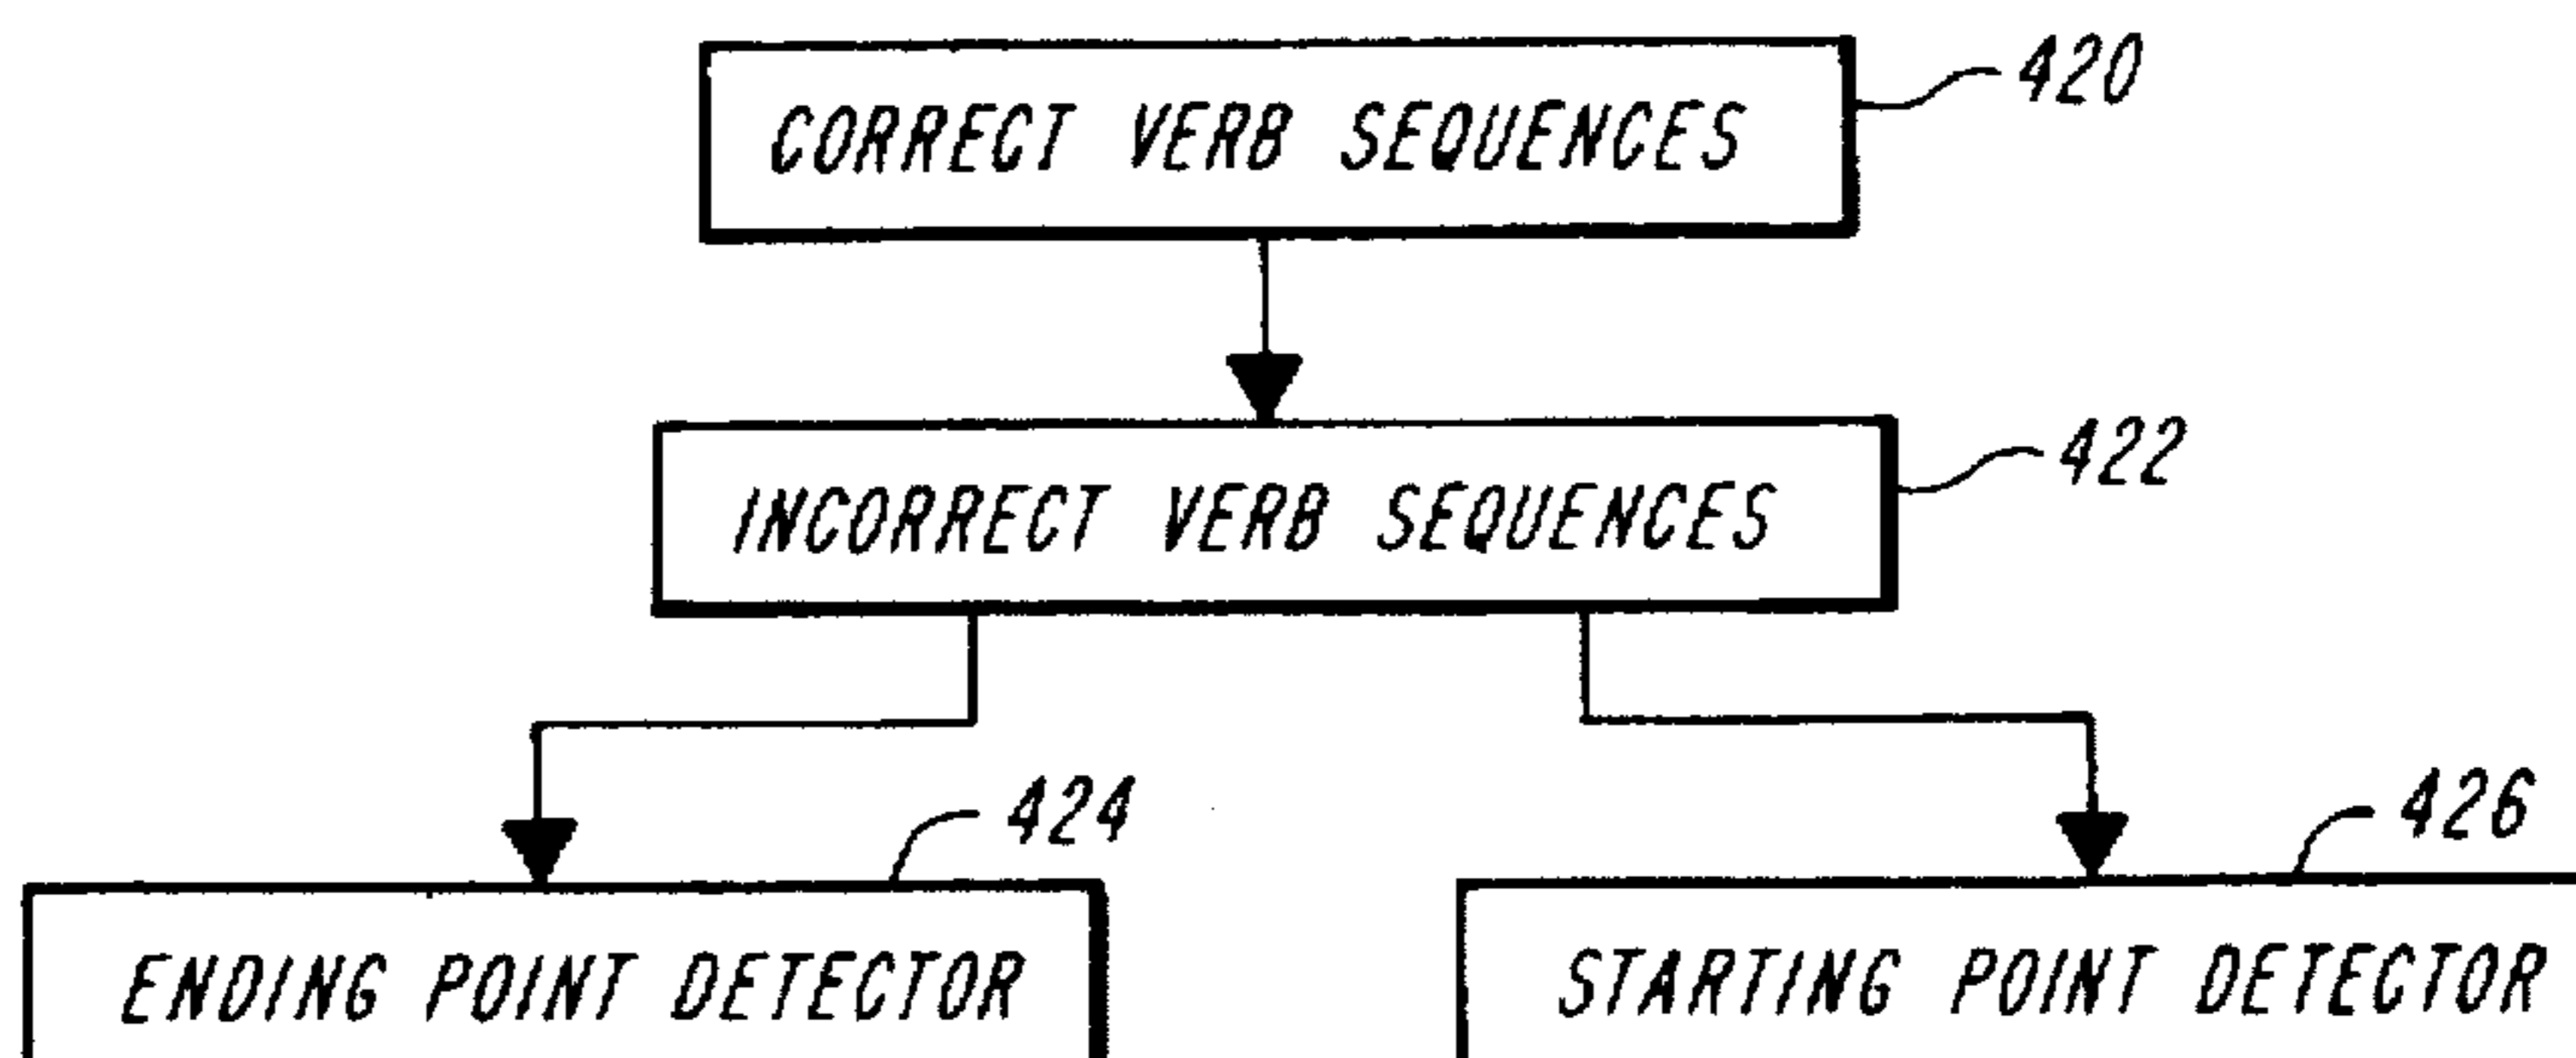 CORRECT VERB SEQUENCES 420
INCORRECT VERB SEQUENCES 422
424 426
ENDING POINT DETECTOR STARTING POINT DETECTOR